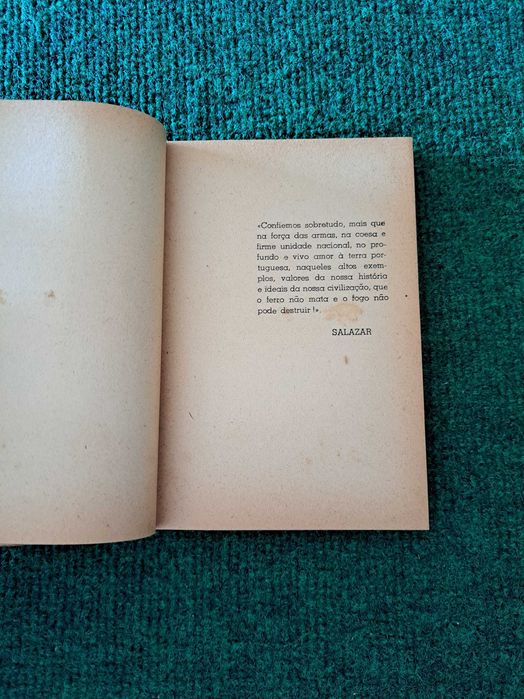 «Confiemos sobretudo, mais que
na força das armas, na coesa e
firme unidade nacional, no pro-
fundo e vivo amor à terra por-
tuguesa, naqueles altos exem-
plos, valores da nossa história
e ideais da nossa civilização, que
o ferro não mata e o fogo não
pode destruir!».
SALAZAR